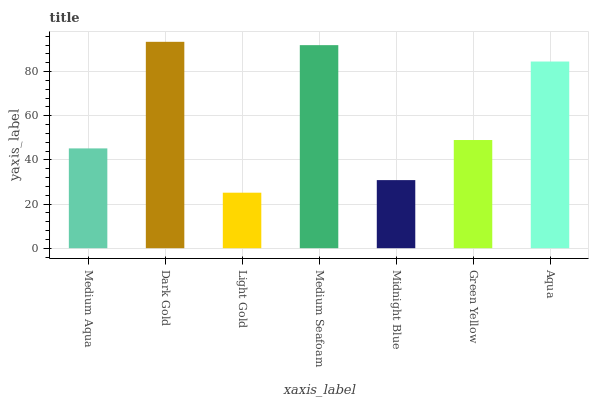 title
yaxis_label
80
60
40
20
0
Medium Aqua
Dark Gold
Light Gold
Medium Seafoam
Midnight Blue
Green Yellow
Aqua
xaxis_label